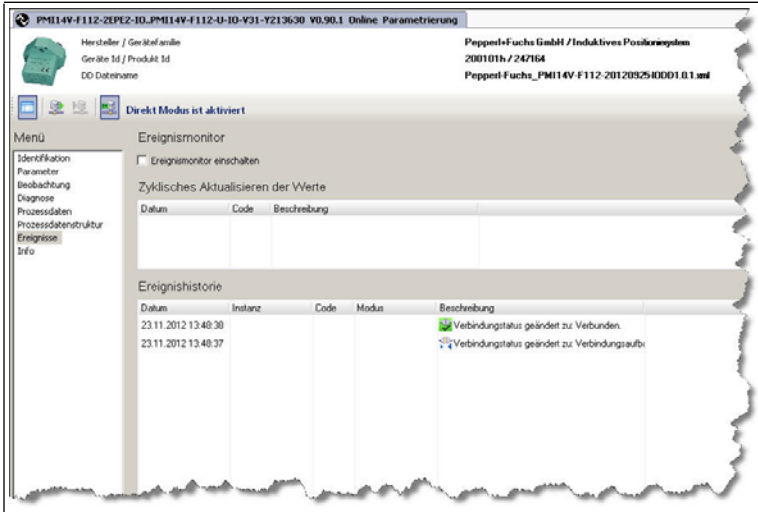 PMI14V-F112-2EPE2-IO..PMI14V-F112-U-IO-V31-Y213630 V0.90.1 Online Parametrierung
Hersteller / Gerätefamilie Pepperl+Fuchs GmbH / Induktives Positioniersystem
Geräte Id / Produkt Id 200101h / 247164
DD Dateiname Pepperl-Fuchs_PMI14V-F112-20120925-IODD1.0.1.xml
Direkt Modus ist aktiviert
Menü
Identifikation
Parameter
Beobachtung
Diagnose
Prozessdaten
Prozessdatenstruktur
Ereignisse
Info
Ereignismonitor
Ereignismonitor einschalten
Zyklisches Aktualisieren der Werte
Datum Code Beschreibung
Ereignishistorie
Datum Instanz Code Modus Beschreibung
23.11.2012 13:48:38 Verbindungstatus geändert zu: Verbunden.
23.11.2012 13:48:37 Verbindungstatus geändert zu: Verbindungsaufb